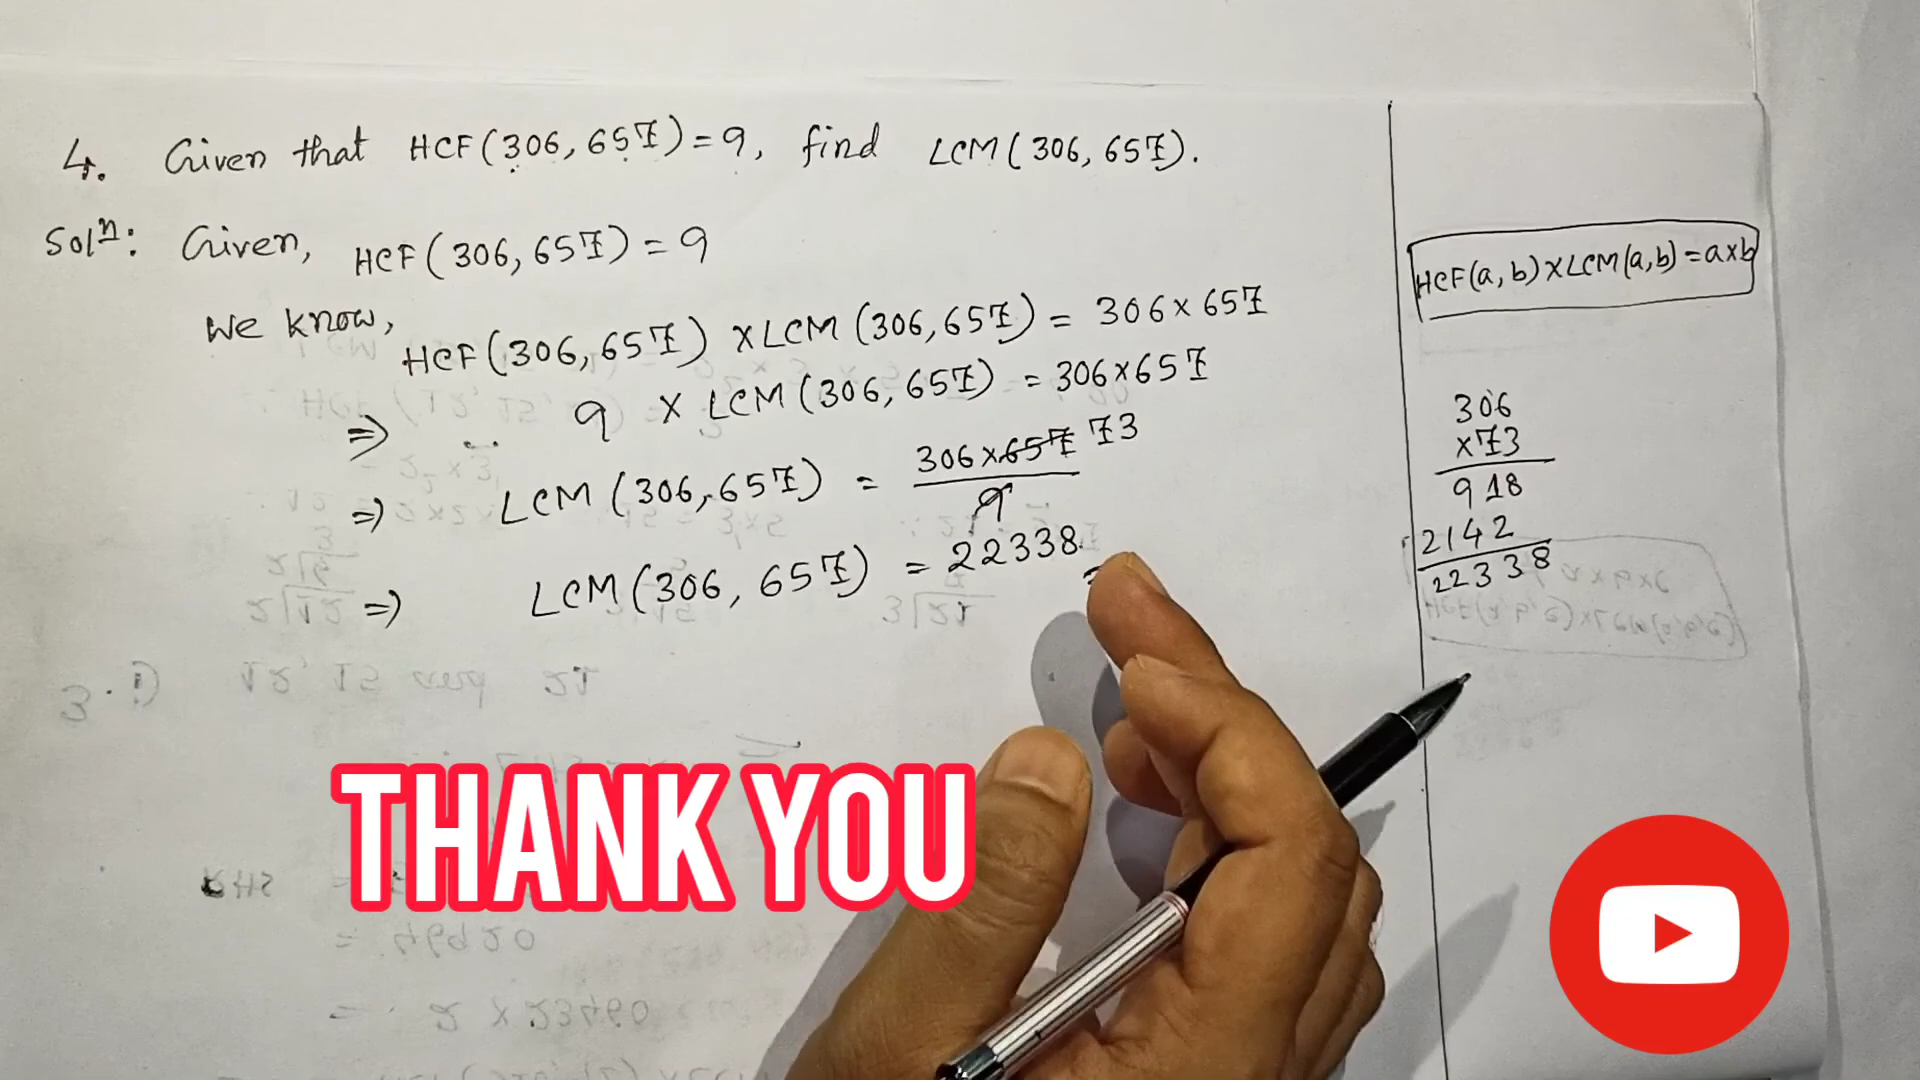 4. Given that HCF(306, 657)=9, find LCM(306, 657).
Solⁿ: Given, HCF(306, 657) = 9
We know,
HCF(306, 657) × LCM(306, 657) = 306 × 657
⇒ 9 × LCM(306, 657) = 306 × 657
⇒ LCM(306, 657) = 306×657 73
9
⇒ LCM(306, 657) = 22338.
HCF(a, b) × LCM(a, b) = a×b
306
×73
918
2142
22338
THANK YOU